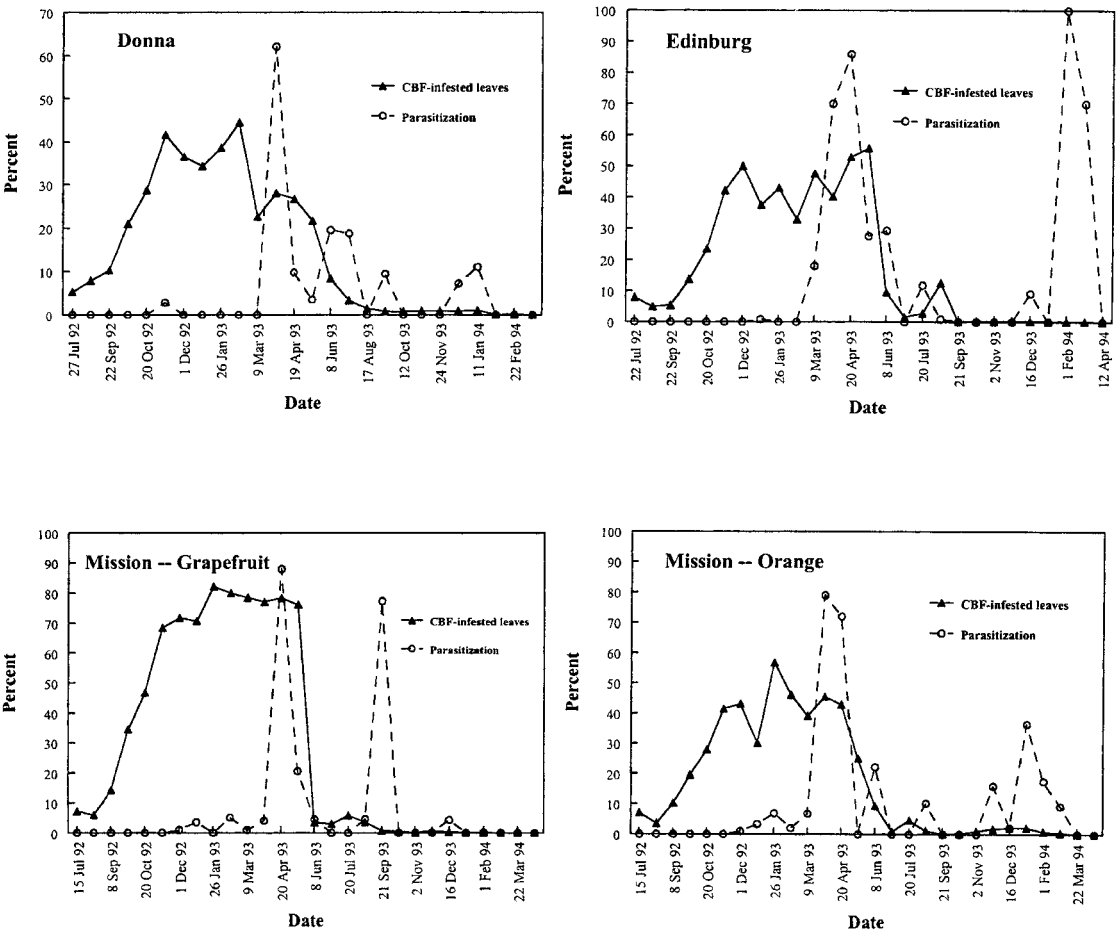 Donna
CBF-infested leaves
Parasitization
Percent
70
60
50
40
30
20
10
0
27 Jul 92
22 Sep 92
20 Oct 92
1 Dec 92
26 Jan 93
9 Mar 93
19 Apr 93
8 Jun 93
17 Aug 93
12 Oct 93
24 Nov 93
11 Jan 94
22 Feb 94
Date
Edinburg
CBF-infested leaves
Parasitization
Percent
100
90
80
70
60
50
40
30
20
10
0
22 Jul 92
22 Sep 92
20 Oct 92
1 Dec 92
26 Jan 93
9 Mar 93
20 Apr 93
8 Jun 93
20 Jul 93
21 Sep 93
2 Nov 93
16 Dec 93
1 Feb 94
12 Apr 94
Date
Mission -- Grapefruit
CBF-infested leaves
Parasitization
Percent
100
90
80
70
60
50
40
30
20
10
0
15 Jul 92
8 Sep 92
20 Oct 92
1 Dec 92
26 Jan 93
9 Mar 93
20 Apr 93
8 Jun 93
20 Jul 93
21 Sep 93
2 Nov 93
16 Dec 93
1 Feb 94
22 Mar 94
Date
Mission -- Orange
CBF-infested leaves
Parasitization
Percent
100
90
80
70
60
50
40
30
20
10
0
15 Jul 92
8 Sep 92
20 Oct 92
1 Dec 92
26 Jan 93
9 Mar 93
20 Apr 93
8 Jun 93
20 Jul 93
21 Sep 93
2 Nov 93
16 Dec 93
1 Feb 94
22 Mar 94
Date